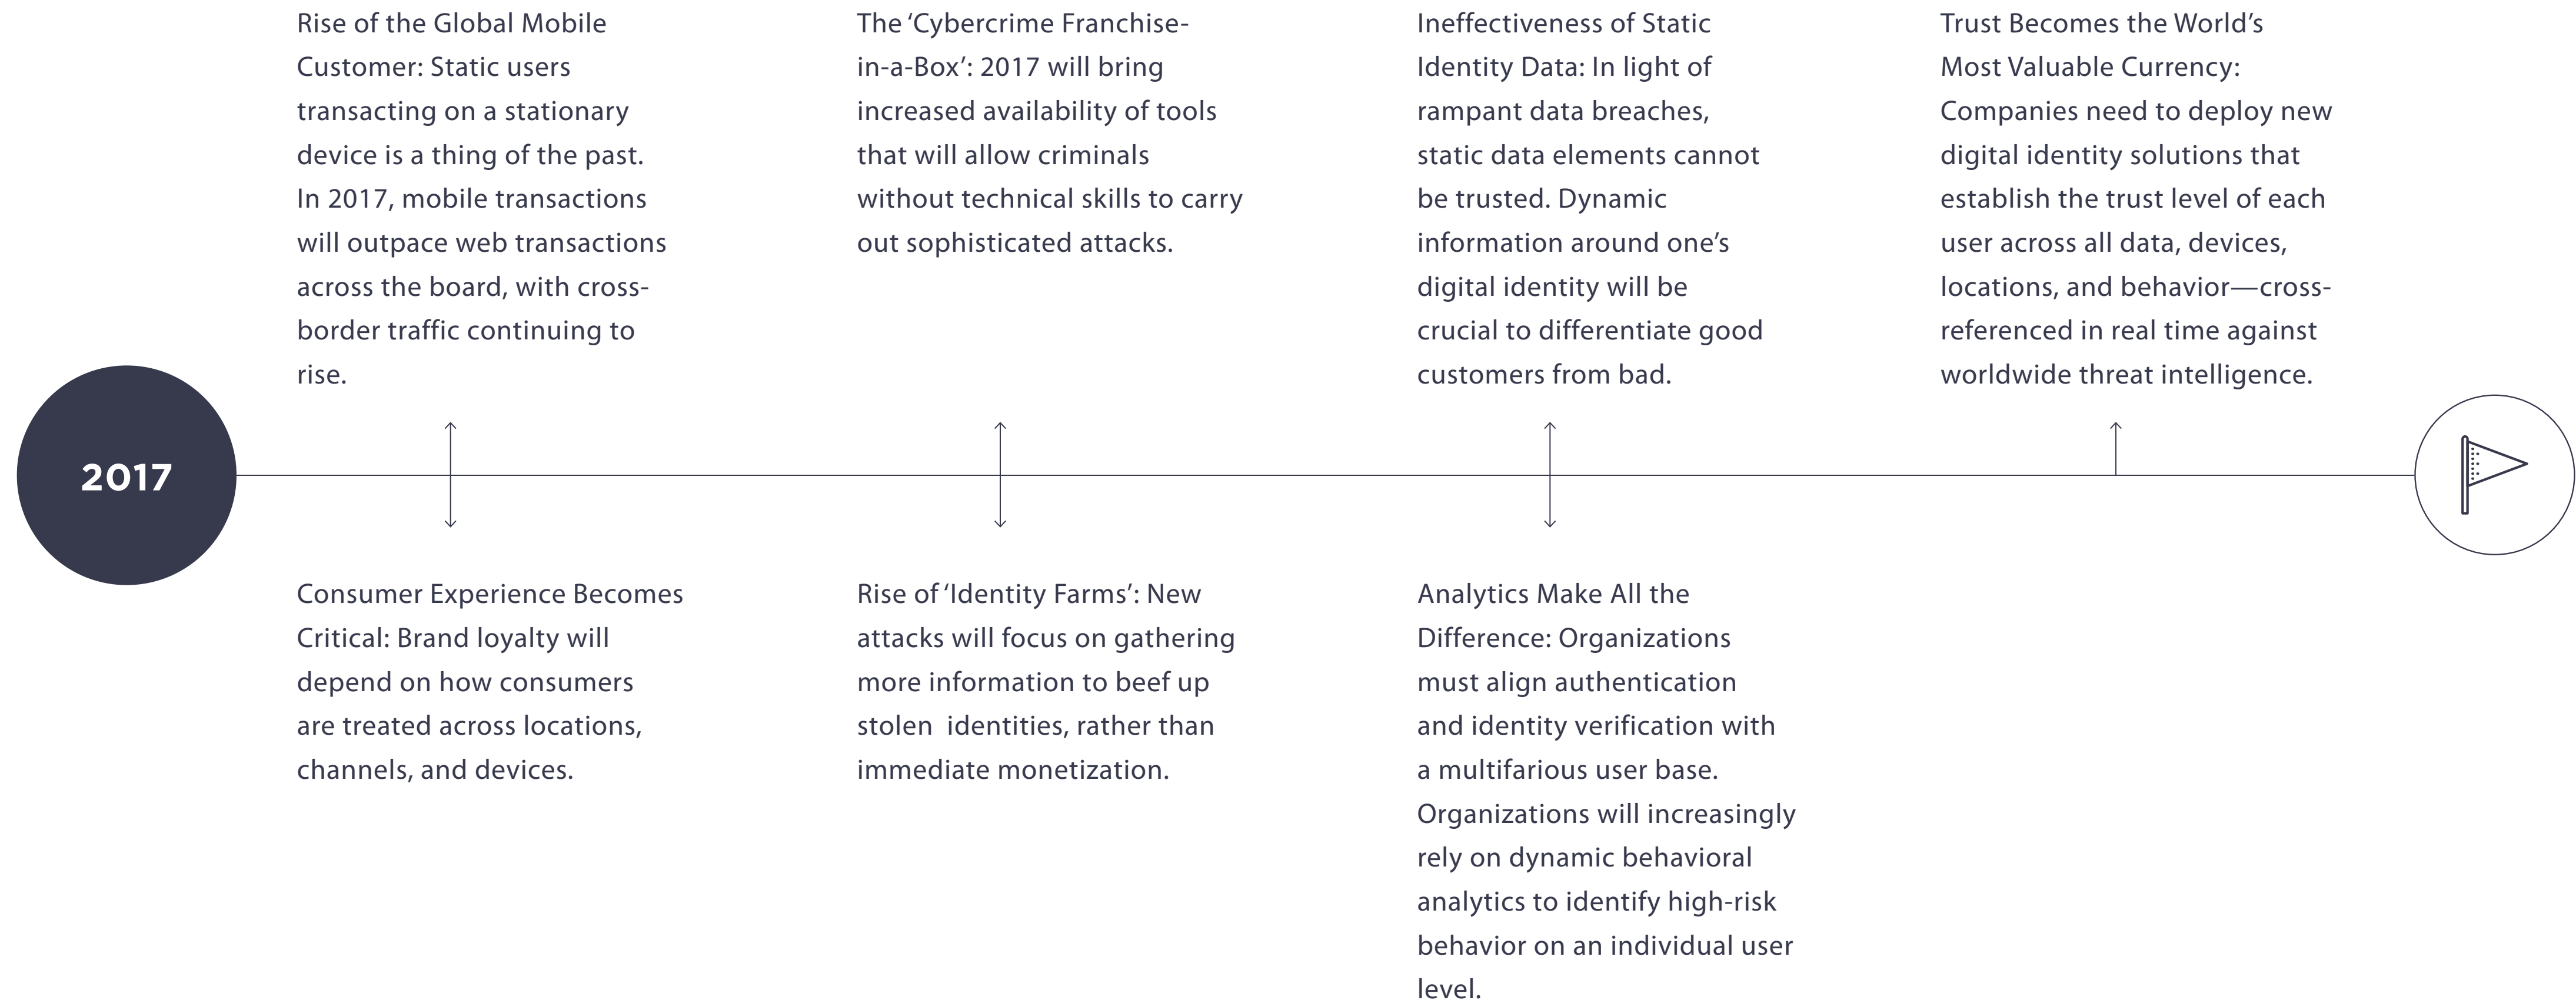 2017
Rise of the Global Mobile
Customer: Static users
transacting on a stationary
device is a thing of the past.
In 2017, mobile transactions
will outpace web transactions
across the board, with cross-
border traffic continuing to
rise.
Consumer Experience Becomes
Critical: Brand loyalty will
depend on how consumers
are treated across locations,
channels, and devices.
The ‘Cybercrime Franchise-
in-a-Box’: 2017 will bring
increased availability of tools
that will allow criminals
without technical skills to carry
out sophisticated attacks.
Rise of ‘Identity Farms’: New
attacks will focus on gathering
more information to beef up
stolen  identities, rather than
immediate monetization.
Ineffectiveness of Static
Identity Data: In light of
rampant data breaches,
static data elements cannot
be trusted. Dynamic
information around one’s
digital identity will be
crucial to differentiate good
customers from bad.
Analytics Make All the
Difference: Organizations
must align authentication
and identity verification with
a multifarious user base.
Organizations will increasingly
rely on dynamic behavioral
analytics to identify high-risk
behavior on an individual user
level.
Trust Becomes the World’s
Most Valuable Currency:
Companies need to deploy new
digital identity solutions that
establish the trust level of each
user across all data, devices,
locations, and behavior—cross-
referenced in real time against
worldwide threat intelligence.